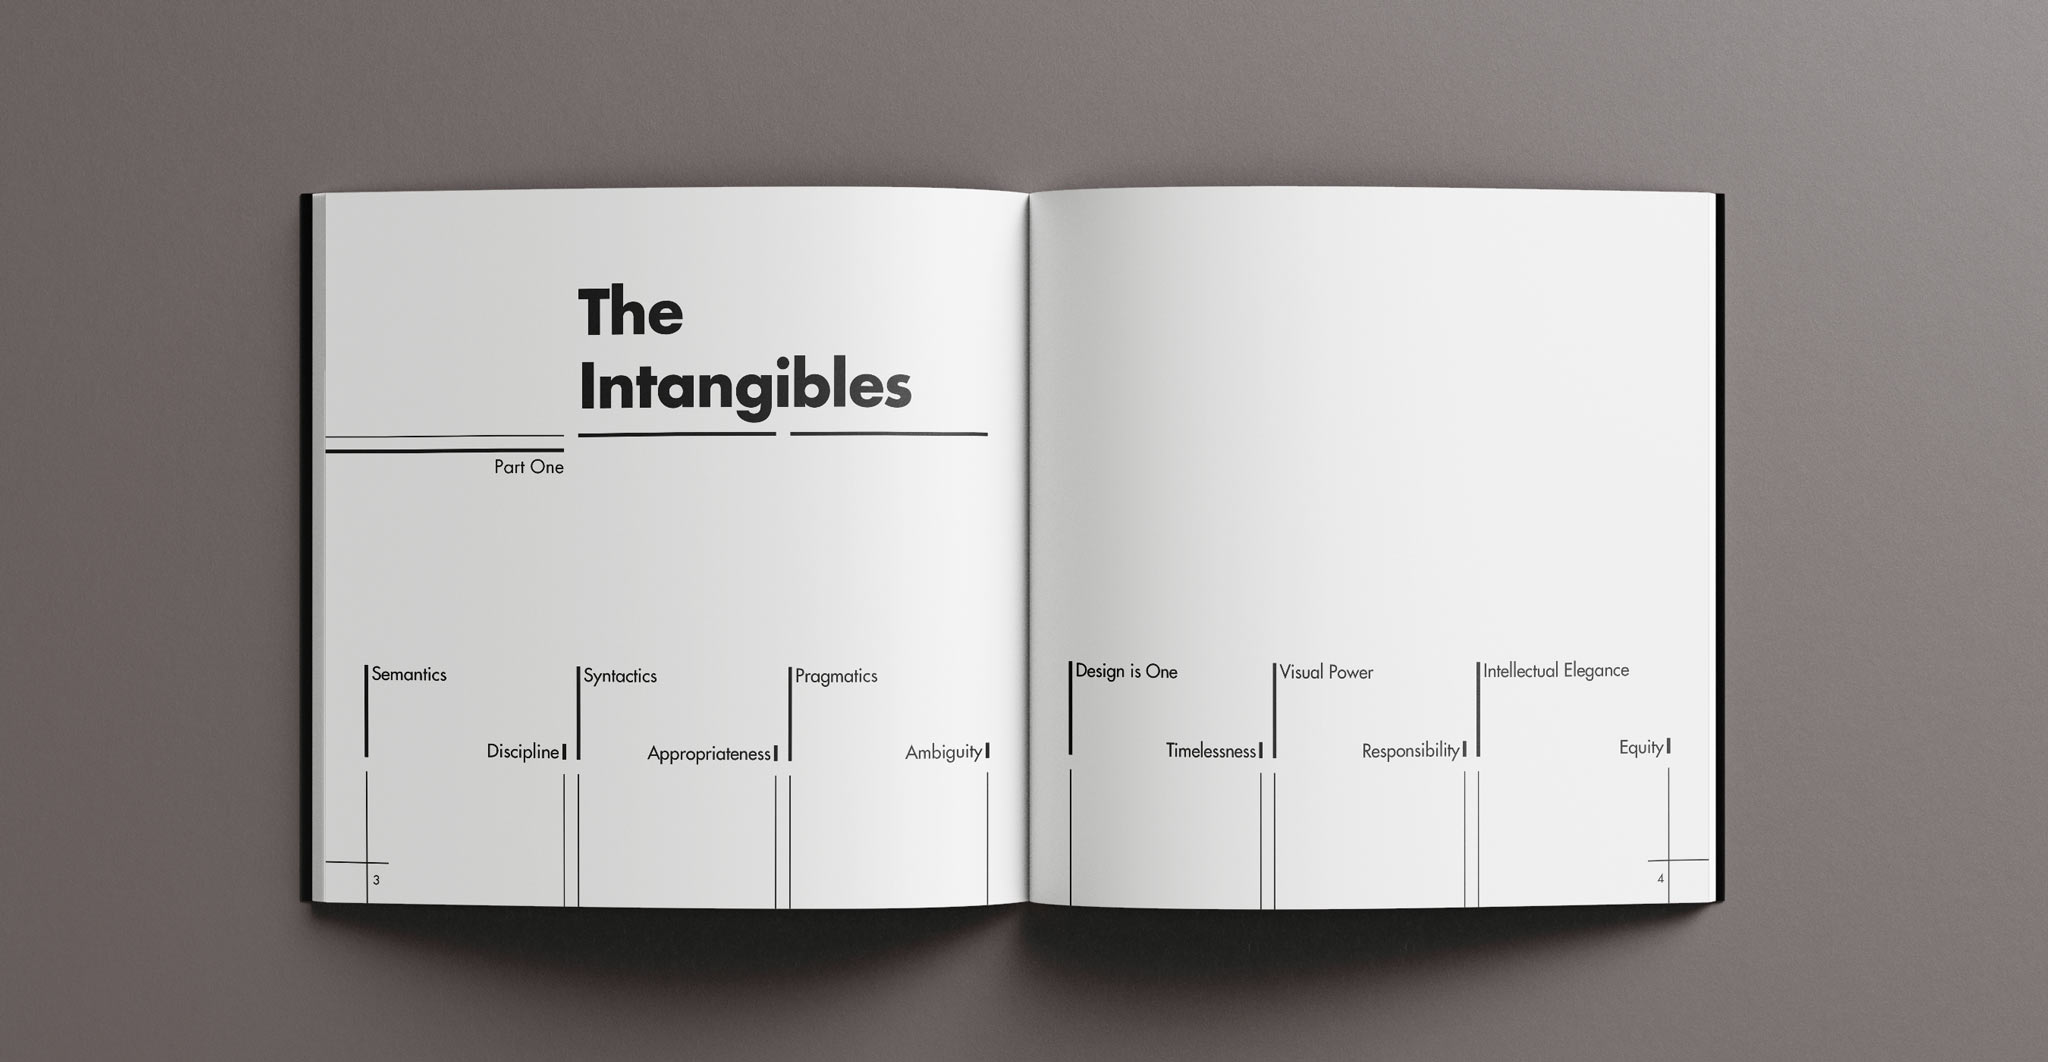 The
Intangibles
Part One
Semantics
Discipline
Syntactics
Appropriateness
Pragmatics
Ambiguity
3
Design is One
Timelessness
Visual Power
Responsibility
Intellectual Elegance
Equity
4